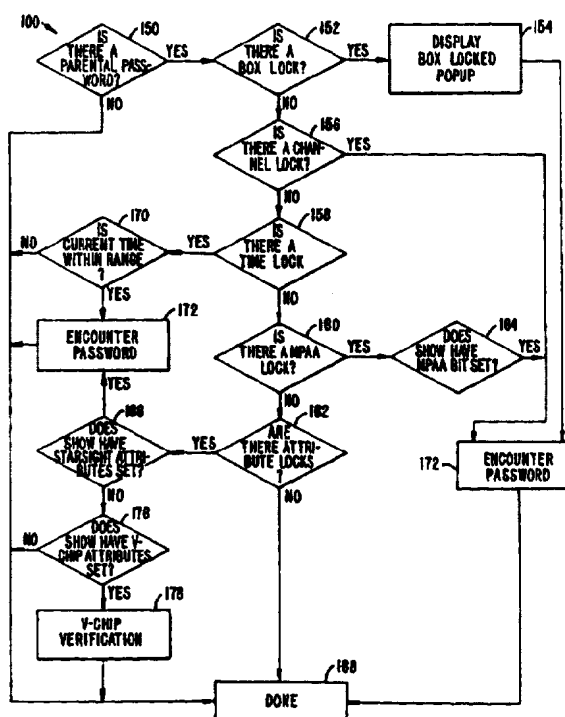 100
150
IS
THERE A
PARENTAL PASS-
WORD?
YES
NO
152
IS
THERE A
BOX LOCK?
YES
NO
154
DISPLAY
BOX LOCKED
POPUP
156
IS
THERE A CHAN-
NEL LOCK?
YES
NO
158
IS
THERE A
TIME LOCK
YES
NO
170
IS
CURRENT TIME
WITHIN RANGE
?
NO
YES
172
ENCOUNTER
PASSWORD
YES
160
IS
THERE A MPAA
LOCK?
YES
NO
164
DOES
SHOW HAVE
MPAA BIT SET?
YES
162
ARE
THERE ATTRI-
BUTE LOCKS
?
YES
NO
DOES
SHOW HAVE
STARSIGHT ATTRI-
BUTES SET?
NO
172
ENCOUNTER
PASSWORD
176
DOES
SHOW HAVE V-
CHIP ATTRIBUTES
SET?
NO
YES
178
V-CHIP
VERIFICATION
168
DONE